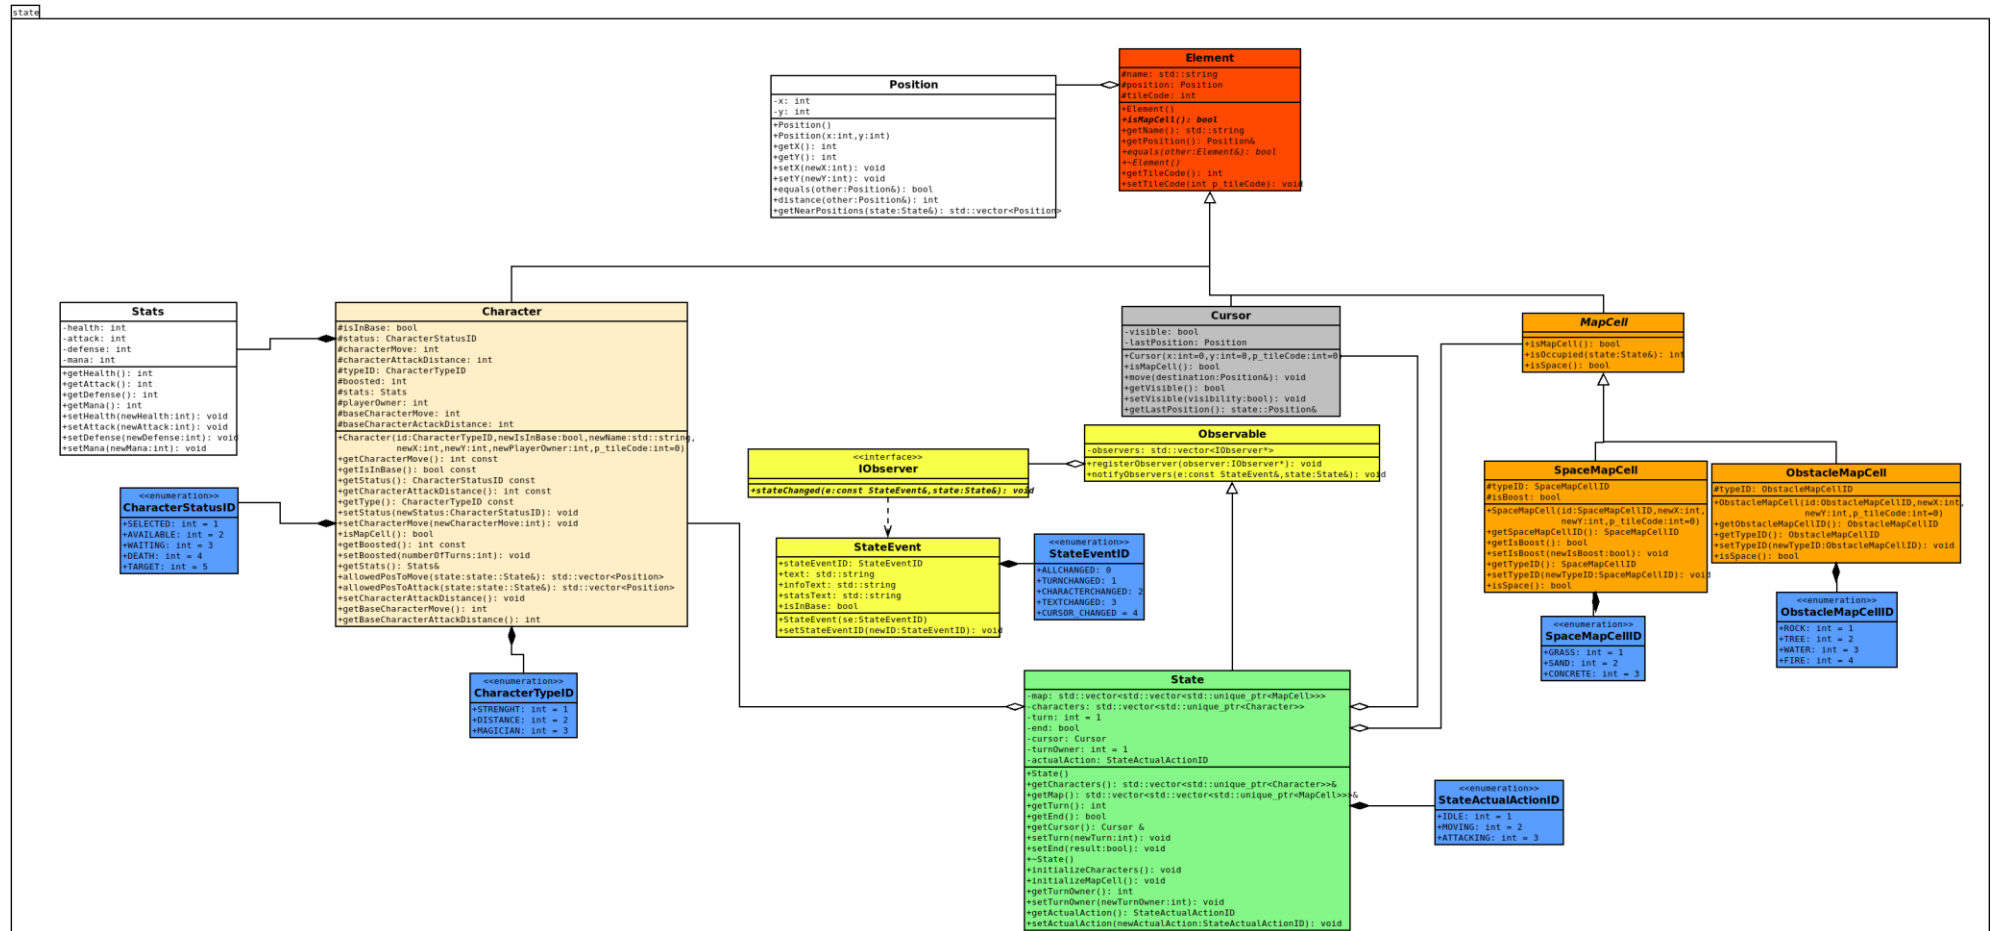 state
Element
#name: std::string
#position: Position
#tileCode: int
+Element()
+isMapCell(): bool
+getName(): std::string
+getPosition(): Position&
+equals(other:Element&): bool
+~Element()
+getTileCode(): int
+setTileCode(int p_tileCode): void
Position
-x: int
-y: int
+Position()
+Position(x:int,y:int)
+getX(): int
+getY(): int
+setX(newX:int): void
+setY(newY:int): void
+equals(other:Position&): bool
+distance(other:Position&): int
+getNearPositions(state:State&): std::vector<Position>
Stats
-health: int
-attack: int
-defense: int
-mana: int
+getHealth(): int
+getAttack(): int
+getDefense(): int
+getMana(): int
+setHealth(newHealth:int): void
+setAttack(newAttack:int): void
+setDefense(newDefense:int): void
+setMana(newMana:int): void
Character
#isInBase: bool
#status: CharacterStatusID
#characterMove: int
#characterAttackDistance: int
#typeID: CharacterTypeID
#boosted: int
#stats: Stats
#playerOwner: int
#baseCharacterMove: int
#baseCharacterActackDistance: int
+Character(id:CharacterTypeID,newIsInBase:bool,newName:std::string,
newX:int,newY:int,newPlayerOwner:int,p_tileCode:int=0)
+getCharacterMove(): int const
+getIsInBase(): bool const
+getStatus(): CharacterStatusID const
+getCharacterAttackDistance(): int const
+getType(): CharacterTypeID const
+setStatus(newStatus:CharacterStatusID): void
+setCharacterMove(newCharacterMove:int): void
+isMapCell(): bool
+getBoosted(): int const
+setBoosted(numberOfTurns:int): void
+getStats(): Stats&
+allowedPosToMove(state:state::State&): std::vector<Position>
+allowedPosToAttack(state:state::State&): std::vector<Position>
+setCharacterAttackDistance(): void
+getBaseCharacterMove(): int
+getBaseCharacterAttackDistance(): int
Cursor
-visible: bool
-lastPosition: Position
+Cursor(x:int=0,y:int=0,p_tileCode:int=0)
+isMapCell(): bool
+move(destination:Position&): void
+getVisible(): bool
+setVisible(visibility:bool): void
+getLastPosition(): state::Position&
MapCell
+isMapCell(): bool
+isOccupied(state:State&): int
+isSpace(): bool
Observable
-observers: std::vector<IObserver*>
+registerObserver(observer:IObserver*): void
+notifyObservers(e:const StateEvent&,state:State&): void
<<interface>>
IObserver
+stateChanged(e:const StateEvent&,state:State&): void
<<enumeration>>
CharacterStatusID
+SELECTED: int = 1
+AVAILABLE: int = 2
+WAITING: int = 3
+DEATH: int = 4
+TARGET: int = 5
StateEvent
+stateEventID: StateEventID
+text: std::string
+infoText: std::string
+statsText: std::string
+isInBase: bool
+StateEvent(se:StateEventID)
+setStateEventID(newID:StateEventID): void
<<enumeration>>
StateEventID
+ALLCHANGED: 0
+TURNCHANGED: 1
+CHARACTERCHANGED: 2
+TEXTCHANGED: 3
+CURSOR_CHANGED = 4
SpaceMapCell
#typeID: SpaceMapCellID
#isBoost: bool
+SpaceMapCell(id:SpaceMapCellID,newX:int,
newY:int,p_tileCode:int=0)
+getSpaceMapCellID(): SpaceMapCellID
+getIsBoost(): bool
+setIsBoost(newIsBoost:bool): void
+getTypeID(): SpaceMapCellID
+setTypeID(newTypeID:SpaceMapCellID): void
+isSpace(): bool
ObstacleMapCell
#typeID: ObstacleMapCellID
+ObstacleMapCell(id:ObstacleMapCellID,newX:int,
newY:int,p_tileCode:int=0)
+getObstacleMapCellID(): ObstacleMapCellID
+getTypeID(): ObstacleMapCellID
+setTypeID(newTypeID:ObstacleMapCellID): void
+isSpace(): bool
<<enumeration>>
SpaceMapCellID
+GRASS: int = 1
+SAND: int = 2
+CONCRETE: int = 3
<<enumeration>>
ObstacleMapCellID
+ROCK: int = 1
+TREE: int = 2
+WATER: int = 3
+FIRE: int = 4
<<enumeration>>
CharacterTypeID
+STRENGHT: int = 1
+DISTANCE: int = 2
+MAGICIAN: int = 3
State
-map: std::vector<std::vector<std::unique_ptr<MapCell>>>
-characters: std::vector<std::unique_ptr<Character>>
-turn: int = 1
-end: bool
-cursor: Cursor
-turnOwner: int = 1
-actualAction: StateActualActionID
+State()
+getCharacters(): std::vector<std::unique_ptr<Character>>&
+getMap(): std::vector<std::vector<std::unique_ptr<MapCell>>>&
+getTurn(): int
+getEnd(): bool
+getCursor(): Cursor &
+setTurn(newTurn:int): void
+setEnd(result:bool): void
+~State()
+initializeCharacters(): void
+initializeMapCell(): void
+getTurnOwner(): int
+setTurnOwner(newTurnOwner:int): void
+getActualAction(): StateActualActionID
+setActualAction(newActualAction:StateActualActionID): void
<<enumeration>>
StateActualActionID
+IDLE: int = 1
+MOVING: int = 2
+ATTACKING: int = 3